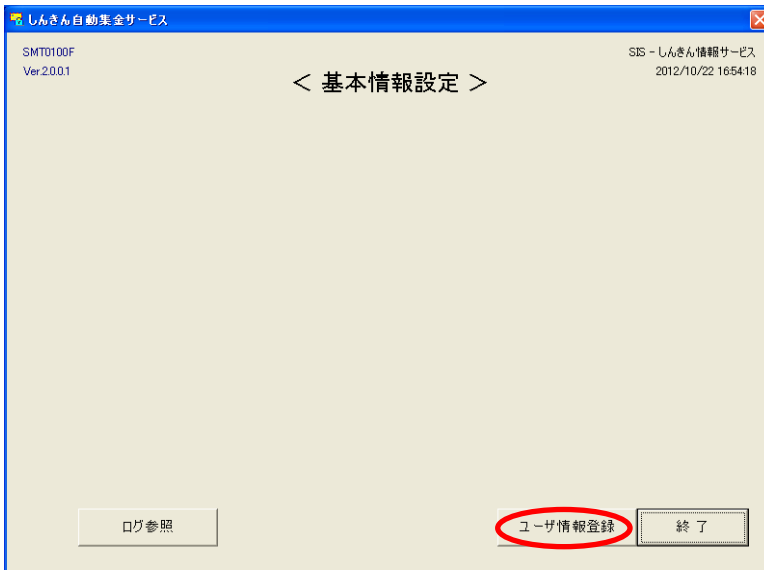 しんきん自動集金サービス
SMT0100F
Ver.2.0.0.1
SIS - しんきん情報サービス
2012/10/22 16:54:18
＜ 基本情報設定 ＞
ログ参照
ユーザ情報登録
終 了